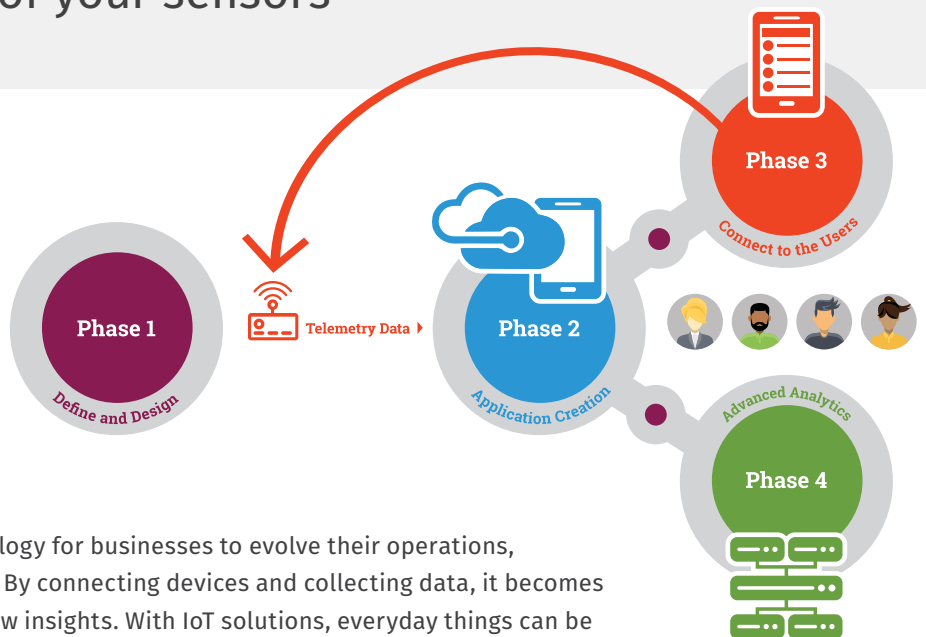 of your sensors
Phase 3
Connect to the Users
Phase 1
Define and Design
Telemetry Data
Phase 2
Application Creation
Advanced Analytics
Phase 4
logy for businesses to evolve their operations,
By connecting devices and collecting data, it becomes
w insights. With IoT solutions, everyday things can be